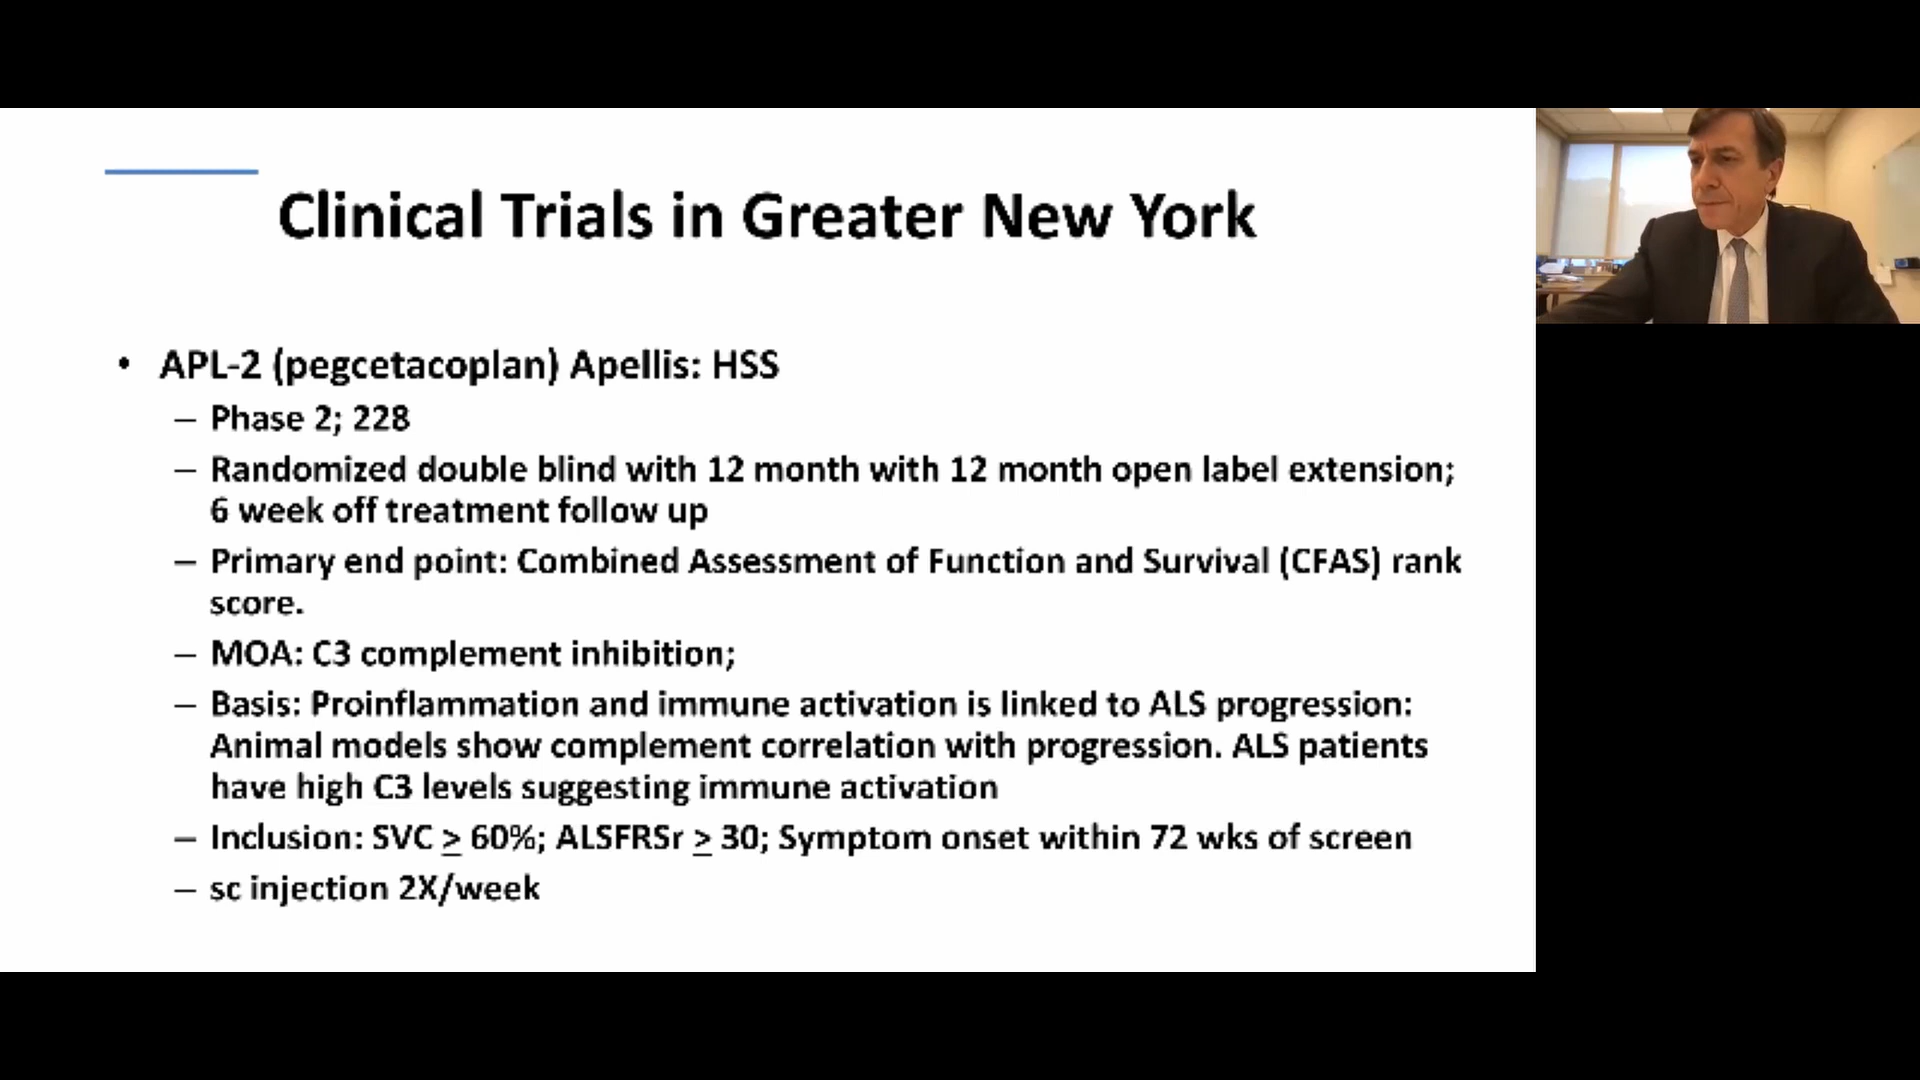 Clinical Trials in Greater New York
• APL-2 (pegcetacoplan) Apellis: HSS
– Phase 2; 228
– Randomized double blind with 12 month with 12 month open label extension;
6 week off treatment follow up
– Primary end point: Combined Assessment of Function and Survival (CFAS) rank
score.
– MOA: C3 complement inhibition;
– Basis: Proinflammation and immune activation is linked to ALS progression:
Animal models show complement correlation with progression. ALS patients
have high C3 levels suggesting immune activation
– Inclusion: SVC ≥ 60%; ALSFRSr ≥ 30; Symptom onset within 72 wks of screen
– sc injection 2X/week